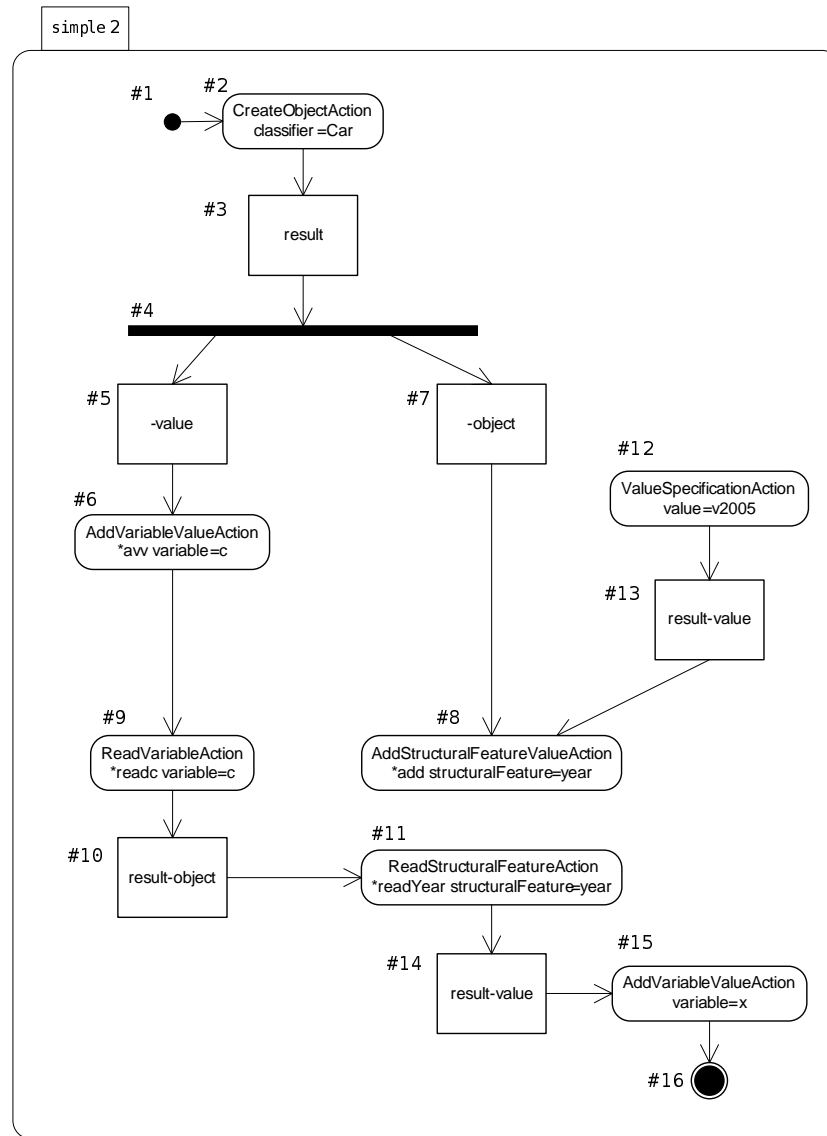 simple 2
#1
#2
CreateObjectAction
classifier =Car
#3
result
#4
#5
-value
#7
-object
#12
ValueSpecificationAction
value=v2005
#6
AddVariableValueAction
*avv variable=c
#13
result-value
#9
ReadVariableAction
*readc variable=c
#8
AddStructuralFeatureValueAction
*add structuralFeature=year
#10
result-object
#11
ReadStructuralFeatureAction
*readYear structuralFeature=year
#14
result-value
#15
AddVariableValueAction
variable=x
#16